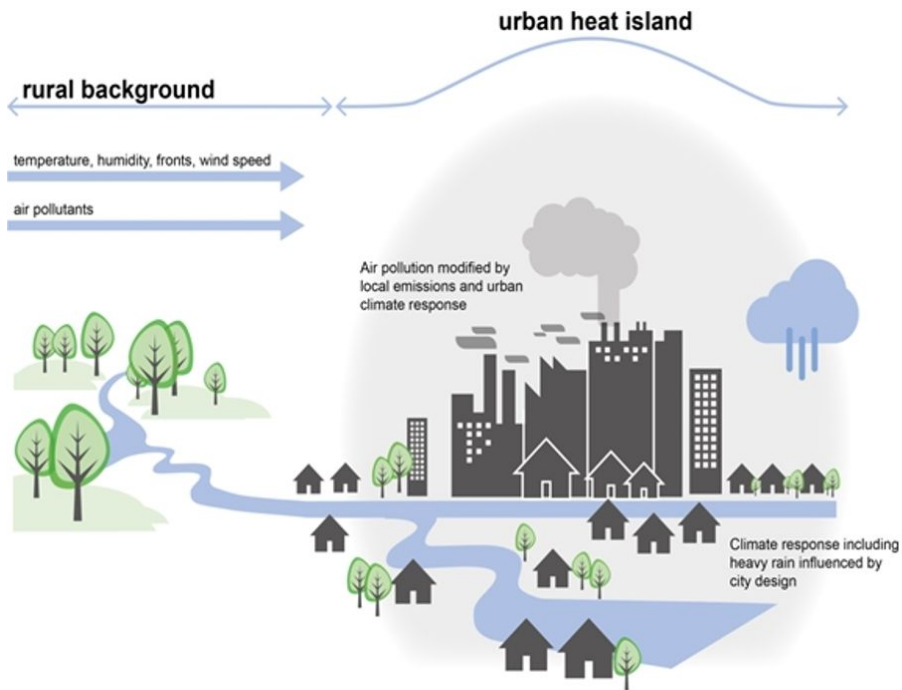 urban heat island
rural background
temperature, humidity, fronts, wind speed
air pollutants
Air pollution modified by
local emissions and urban
climate response
Climate response including
heavy rain influenced by
city design